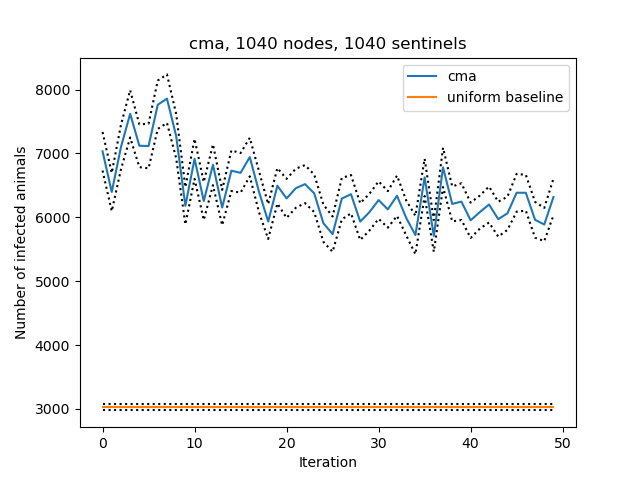 cma, 1040 nodes, 1040 sentinels
cma
uniform baseline
8000
7000
6000
5000
4000
3000
Number of infected animals
0 10 20 30 40 50
Iteration